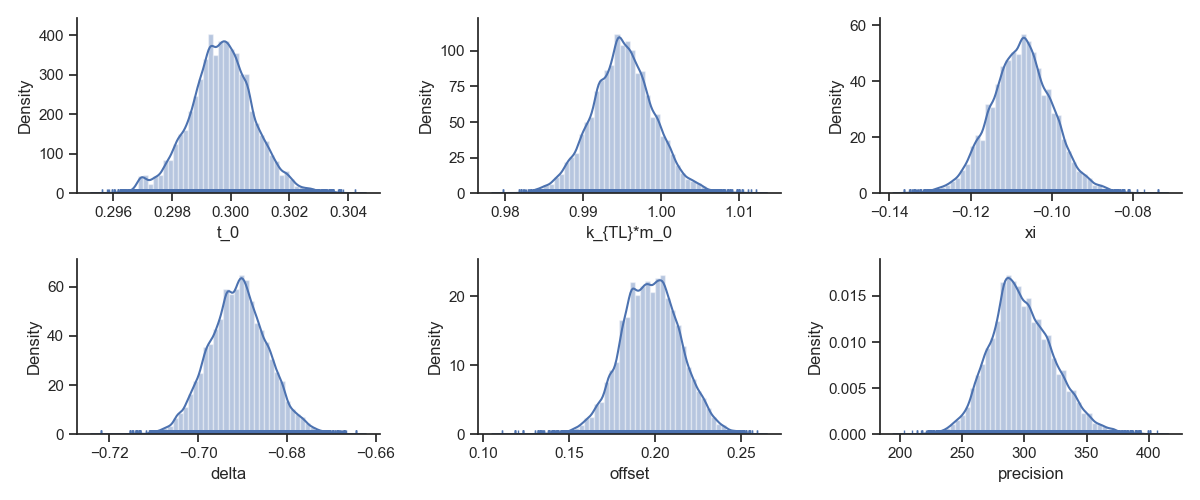 400
300
200
100
0
Density
0.296 0.298 0.300 0.302 0.304
t_0
100
75
50
25
0
Density
0.98 0.99 1.00 1.01
k_{TL}*m_0
60
40
20
0
Density
−0.14 −0.12 −0.10 −0.08
xi
60
40
20
0
Density
−0.72 −0.70 −0.68 −0.66
delta
20
10
0
Density
0.10 0.15 0.20 0.25
offset
0.015
0.010
0.005
0.000
Density
200 250 300 350 400
precision